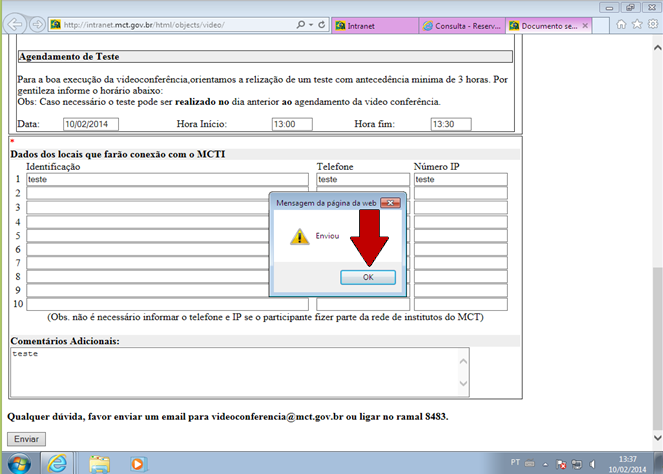 http://intranet.mct.gov.br/html/objects/video/
Intranet
Consulta - Reserv...
Documento se...
Agendamento de Teste
Para a boa execução da videoconferência,orientamos a relização de um teste com antecedência minima de 3 horas. Por
gentileza informe o horário abaixo:
Obs: Caso necessário o teste pode ser realizado no dia anterior ao agendamento da video conferência.
Data: 10/02/2014 Hora Início: 13:00 Hora fim: 13:30
*
Dados dos locais que farão conexão com o MCTI
Identificação Telefone Número IP
1 teste teste teste
2
3
4
5
6
7
8
9
10
Mensagem da página da web
Enviou
OK
(Obs. não é necessário informar o telefone e IP se o participante fizer parte da rede de institutos do MCT)
Comentários Adicionais:
teste
Qualquer dúvida, favor enviar um email para videoconferencia@mct.gov.br ou ligar no ramal 8483.
Enviar
PT
13:37
10/02/2014